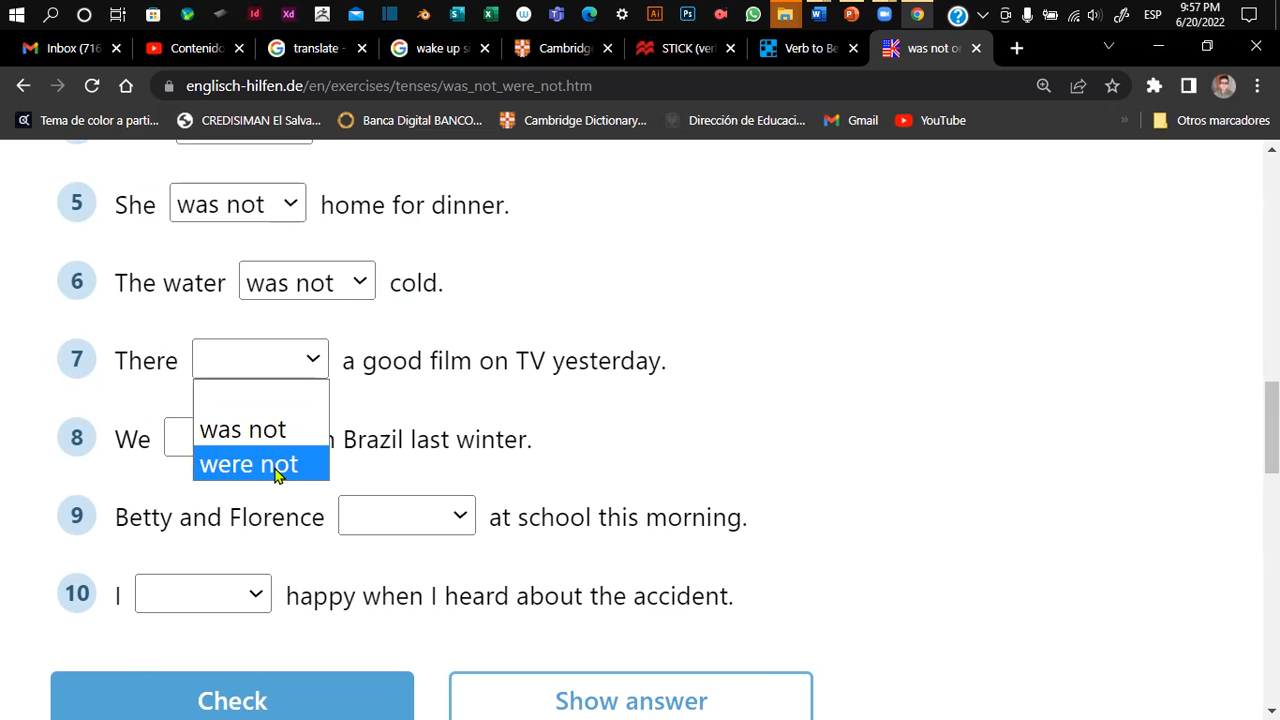 9:57 PM
ESP
6/20/2022
Inbox (716
Contenido
translate -
wake up si
Cambridge
STICK (ver
Verb to Be
was not or
englisch-hilfen.de/en/exercises/tenses/was_not_were_not.htm
Tema de color a parti...
CREDISIMAN El Salva...
Banca Digital BANCO...
Cambridge Dictionary...
Dirección de Educaci...
Gmail
YouTube
Otros marcadores
5 She was not home for dinner.
6 The water was not cold.
7 There a good film on TV yesterday.
was not
8 We Brazil last winter.
were not
9 Betty and Florence at school this morning.
10 I happy when I heard about the accident.
Check
Show answer